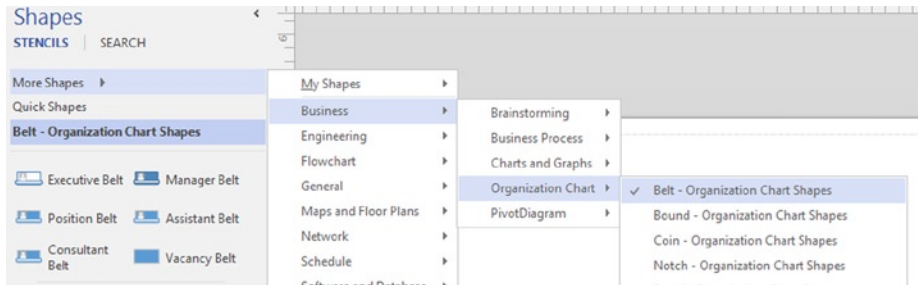 Shapes
STENCILS
SEARCH
More Shapes
Quick Shapes
Belt - Organization Chart Shapes
Executive Belt
Manager Belt
Position Belt
Assistant Belt
Consultant
Belt
Vacancy Belt
My Shapes
Business
Engineering
Flowchart
General
Maps and Floor Plans
Network
Schedule
Software and Database
Brainstorming
Business Process
Charts and Graphs
Organization Chart
PivotDiagram
Belt - Organization Chart Shapes
Bound - Organization Chart Shapes
Coin - Organization Chart Shapes
Notch - Organization Chart Shapes